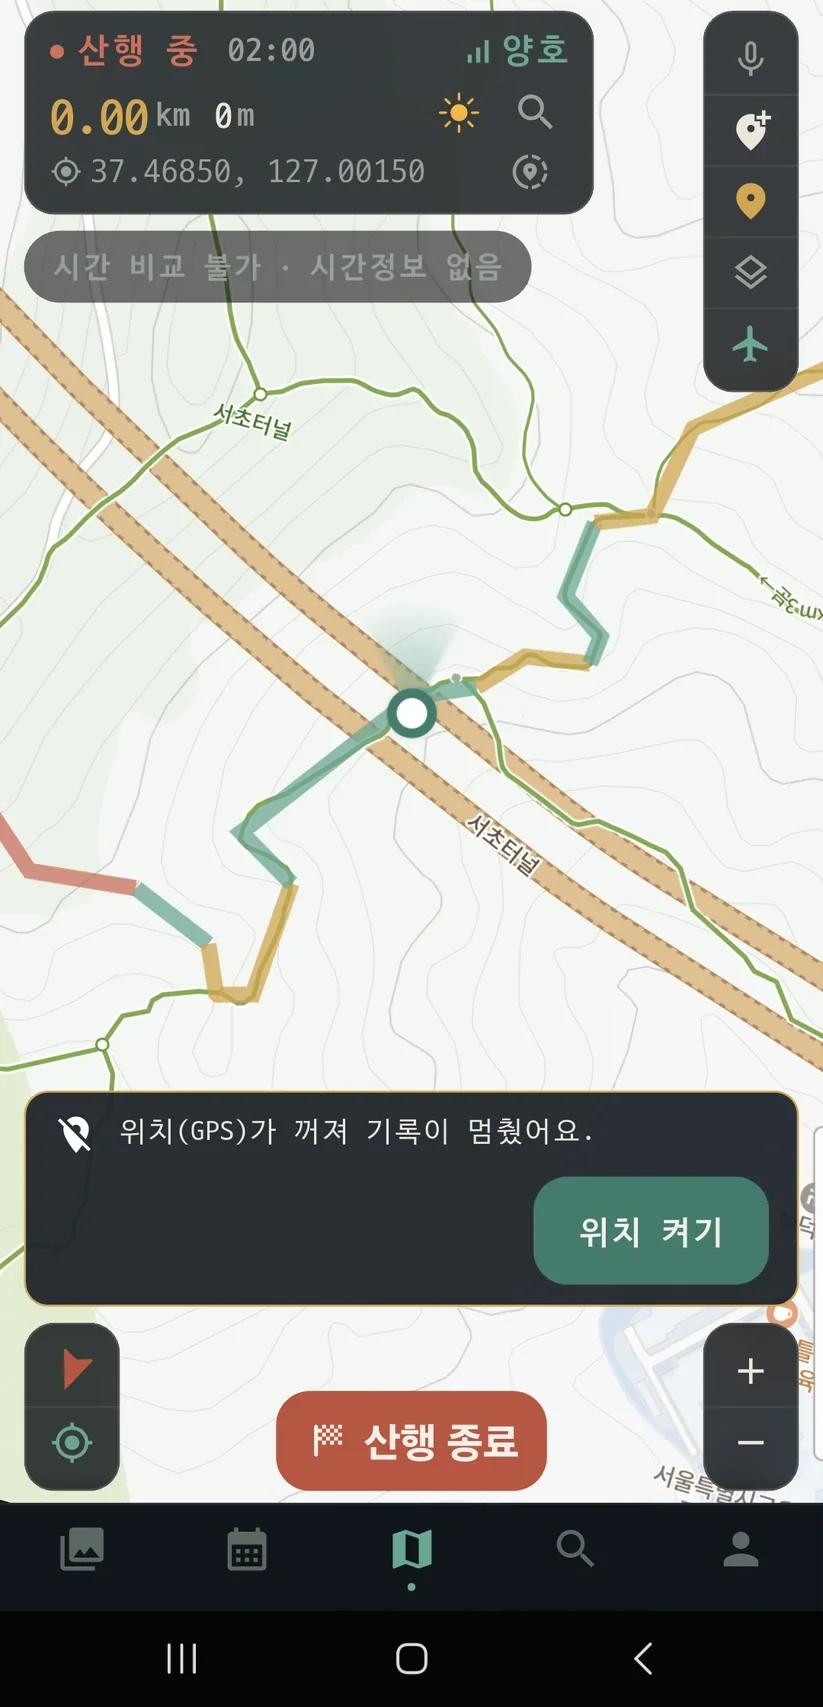 산행 중 02:00 양호
0.00 km 0 m
37.46850, 127.00150
시간 비교 불가 · 시간정보 없음
서초터널
서초터널
위치(GPS)가 꺼져 기록이 멈췄어요.
위치 켜기
산행 종료